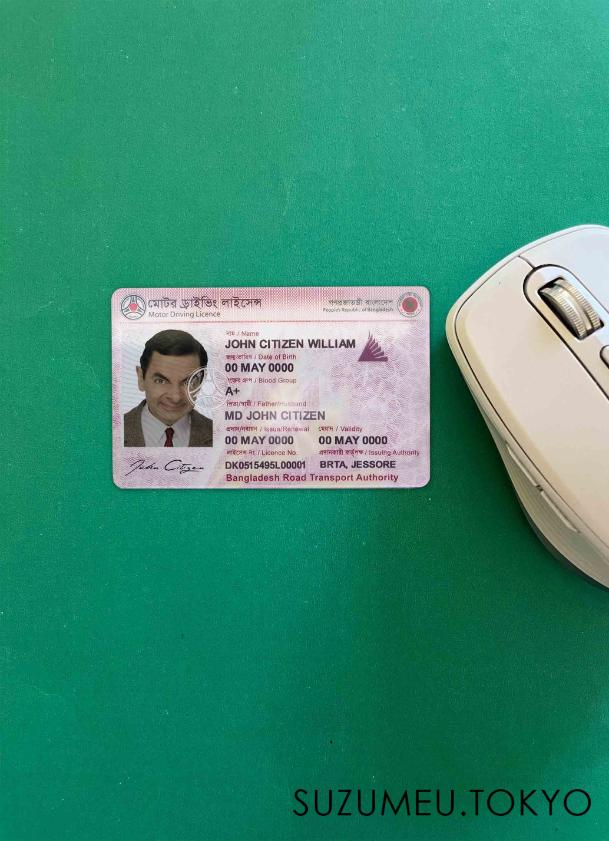 মোটর ড্রাইভিং লাইসেন্স
Motor Driving Licence
গণপ্রজাতন্ত্রী বাংলাদেশ
People's Republic of Bangladesh
নাম / Name
JOHN CITIZEN WILLIAM
জন্ম তারিখ / Date of Birth
00 MAY 0000
রক্তের গ্রুপ / Blood Group
A+
পিতা/স্বামী / Father/Husband
MD JOHN CITIZEN
প্রদান/নবায়ন / Issue/Renewal মেয়াদ / Validity
00 MAY 0000 00 MAY 0000
লাইসেন্স নং / Licence No. প্রদানকারী কর্তৃপক্ষ / Issuing Authority
DK0515495L00001 BRTA, JESSORE
Bangladesh Road Transport Authority
John Citizen
SUZUMEU.TOKYO